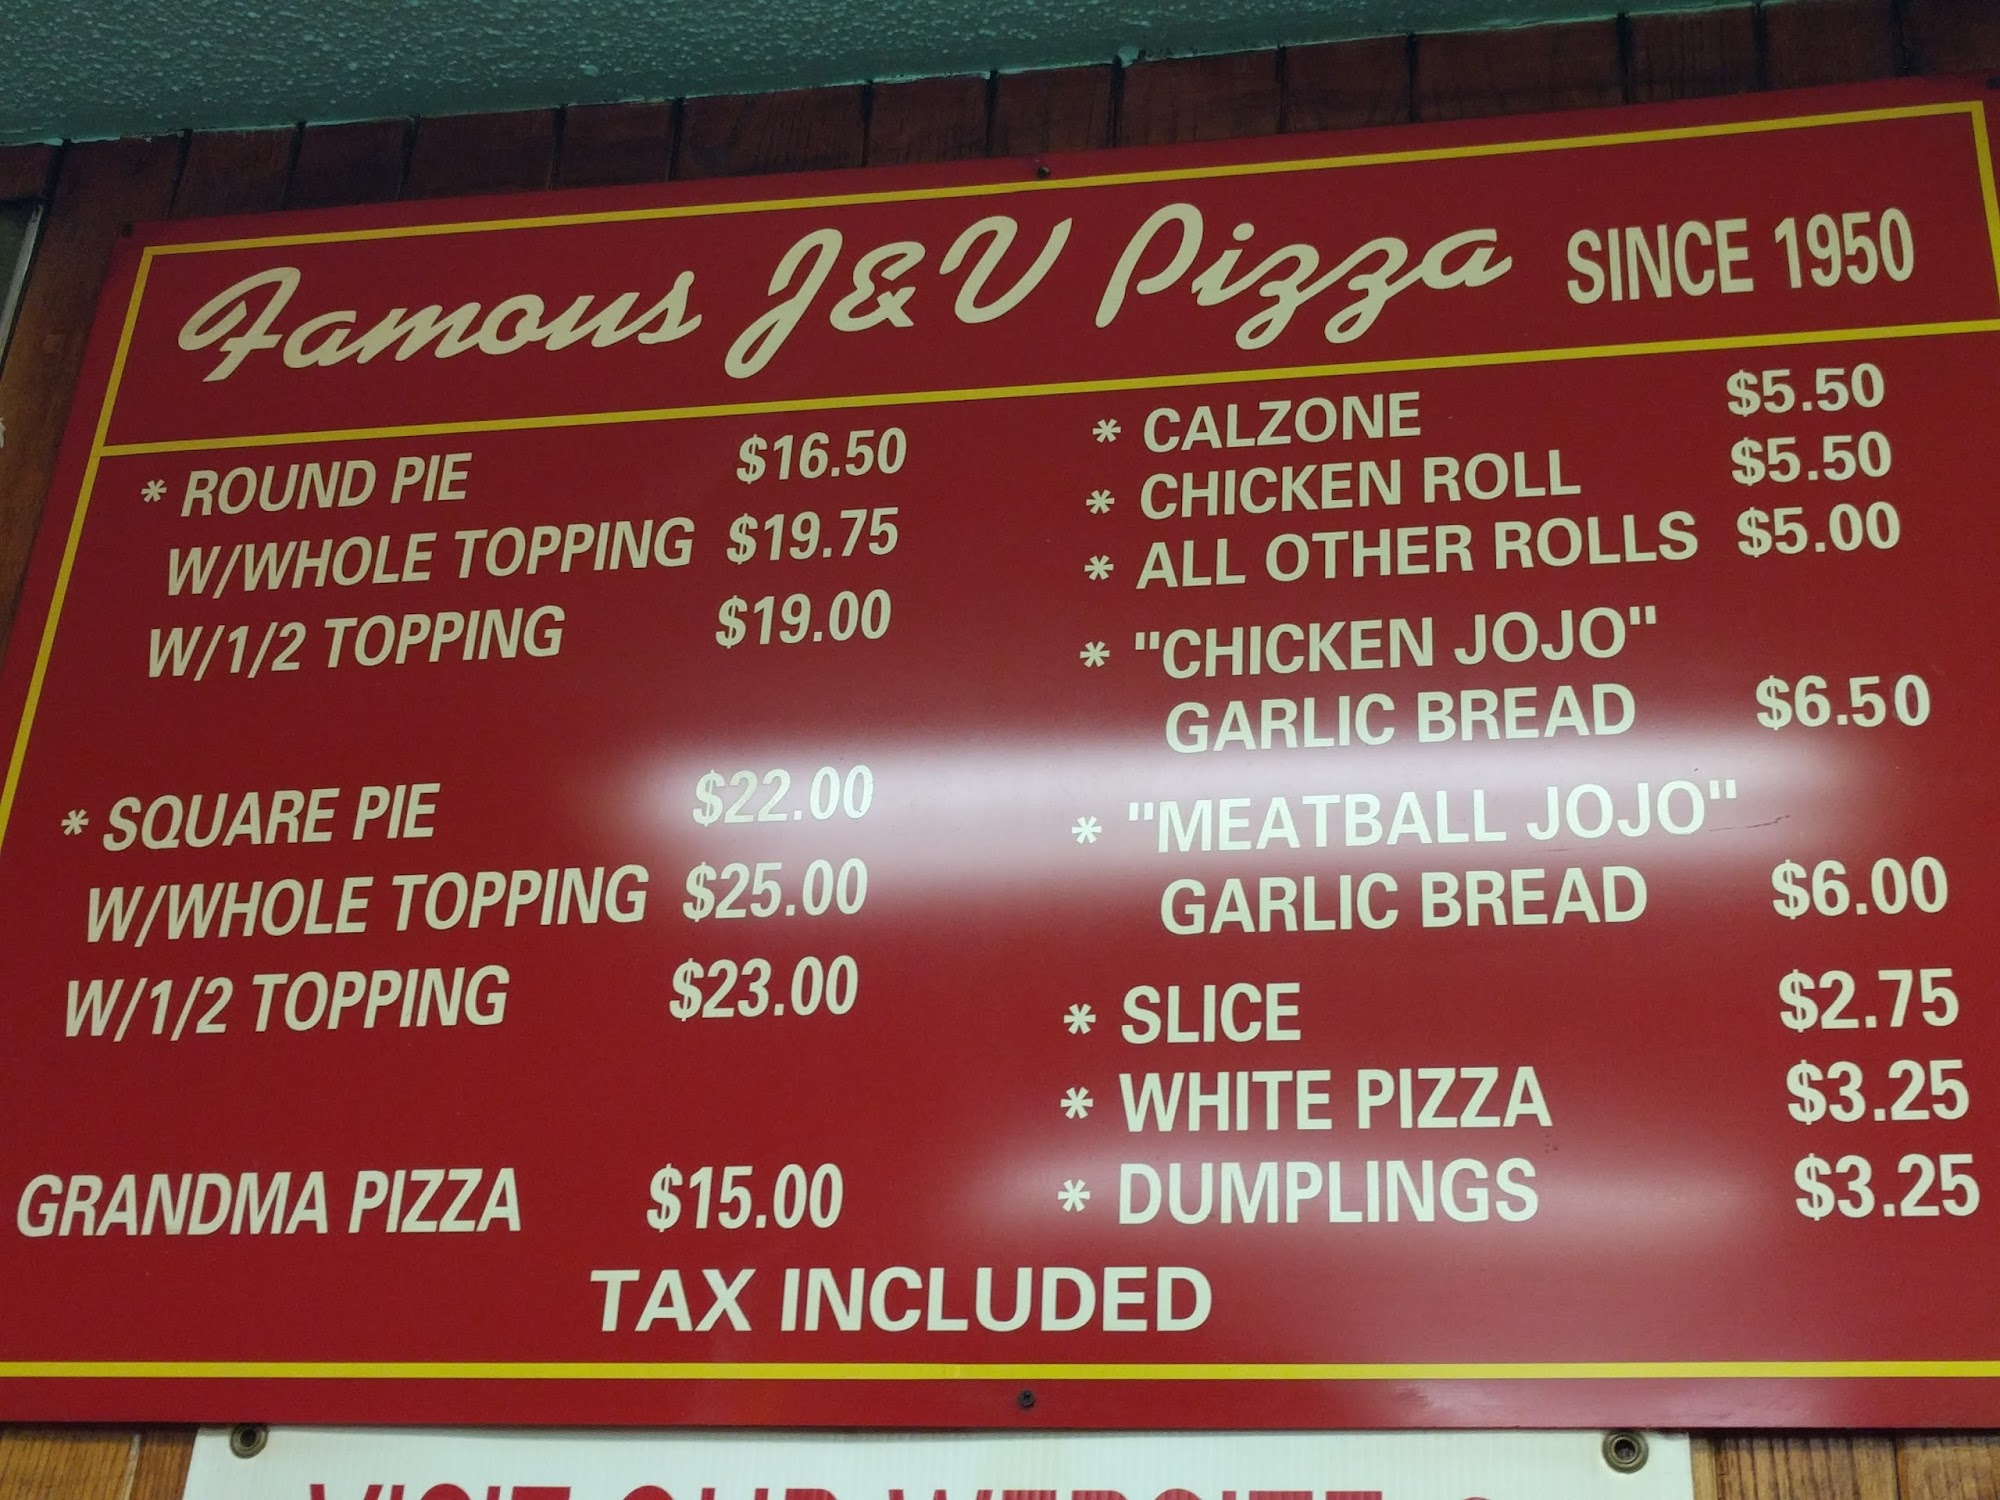 Famous J&V Pizza SINCE 1950
* ROUND PIE $16.50
W/WHOLE TOPPING $19.75
W/1/2 TOPPING $19.00
* SQUARE PIE $22.00
W/WHOLE TOPPING $25.00
W/1/2 TOPPING $23.00
GRANDMA PIZZA $15.00
* CALZONE $5.50
* CHICKEN ROLL $5.50
* ALL OTHER ROLLS $5.00
* "CHICKEN JOJO"
GARLIC BREAD $6.50
* "MEATBALL JOJO"
GARLIC BREAD $6.00
* SLICE $2.75
* WHITE PIZZA $3.25
* DUMPLINGS $3.25
TAX INCLUDED
VISIT OUR WEBSITE